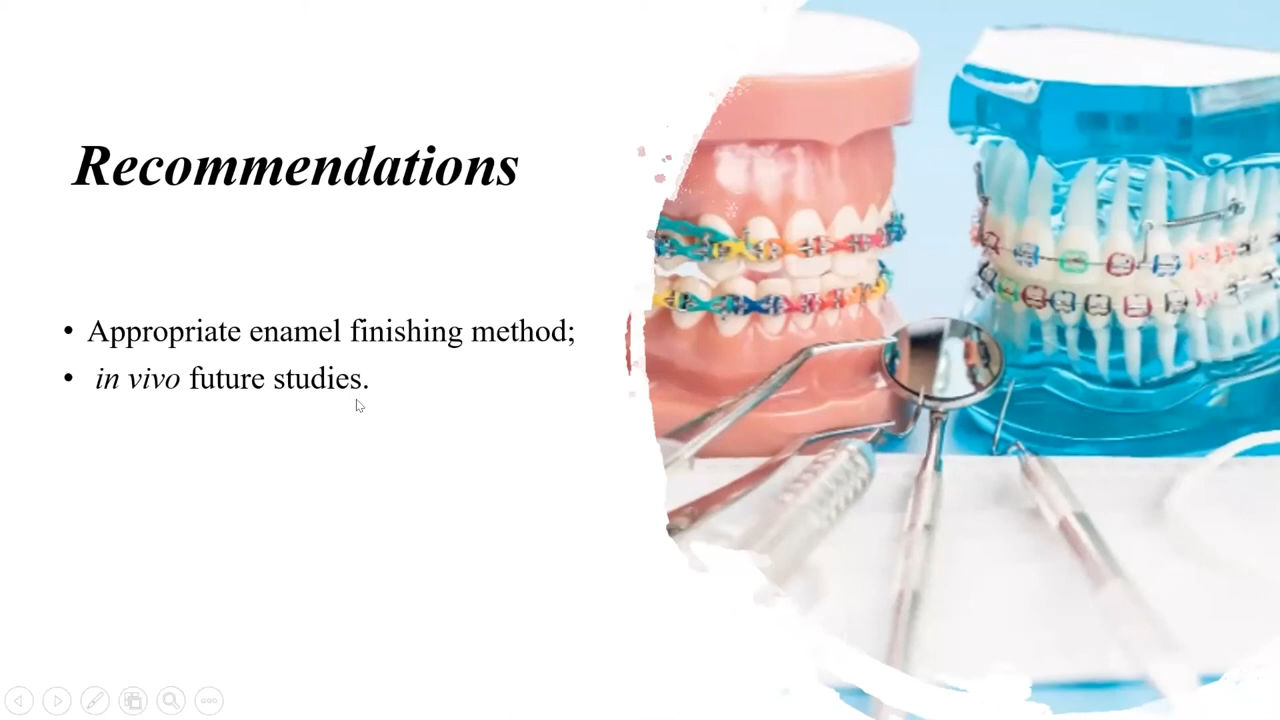 Recommendations
• Appropriate enamel finishing method;
• in vivo future studies.